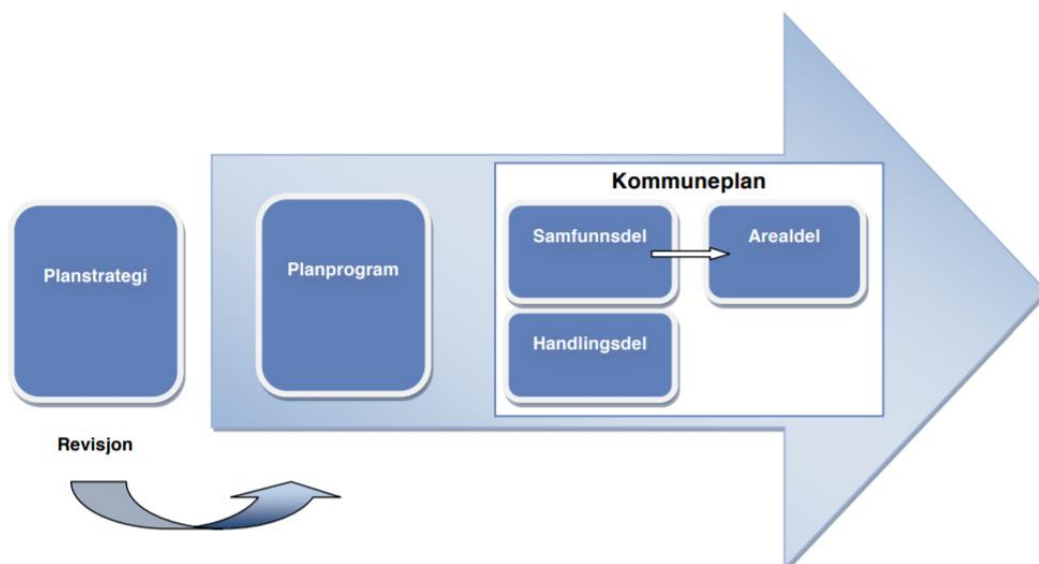 Kommuneplan
Planstrategi
Planprogram
Samfunnsdel
Arealdel
Handlingsdel
Revisjon